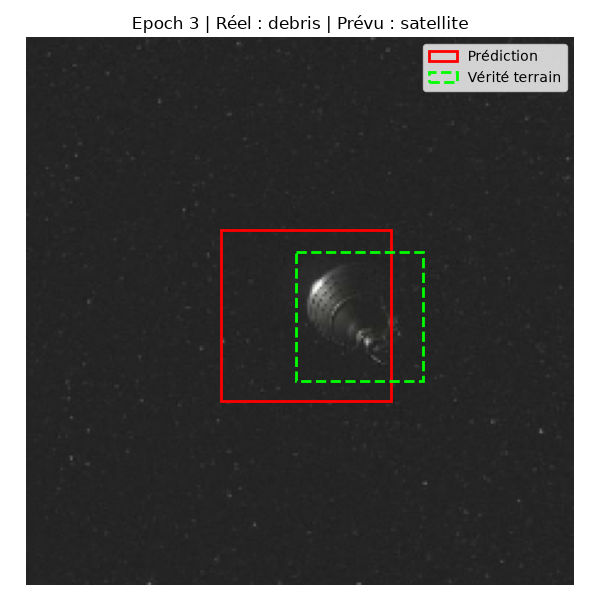 Epoch 3 | Réel : debris | Prévu : satellite
Prédiction
Vérité terrain